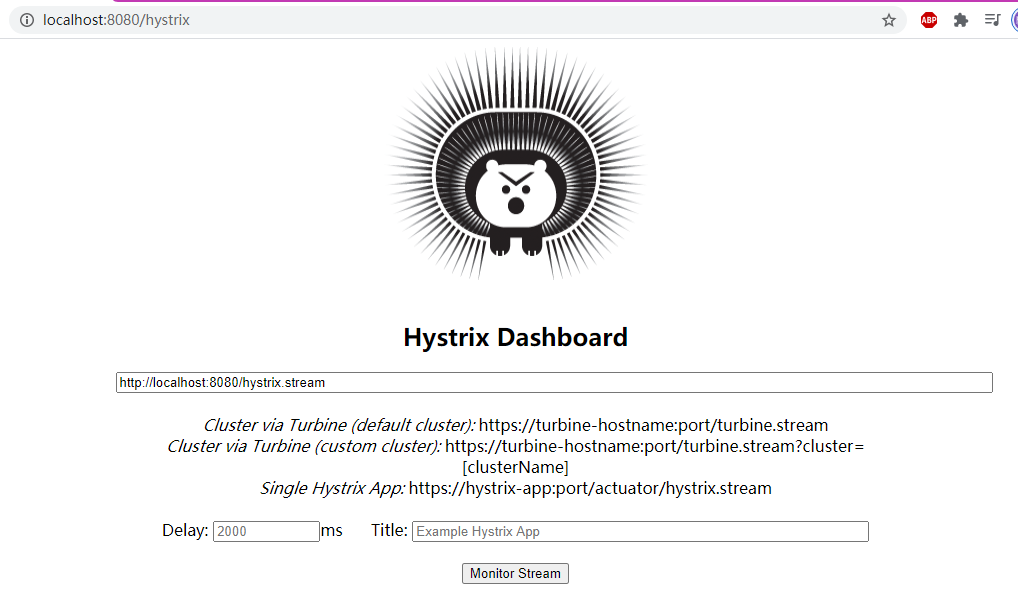 localhost:8080/hystrix
ABP
Hystrix Dashboard
http://localhost:8080/hystrix.stream
Cluster via Turbine (default cluster): https://turbine-hostname:port/turbine.stream
Cluster via Turbine (custom cluster): https://turbine-hostname:port/turbine.stream?cluster=
[clusterName]
Single Hystrix App: https://hystrix-app:port/actuator/hystrix.stream
Delay: 2000 ms Title: Example Hystrix App
Monitor Stream